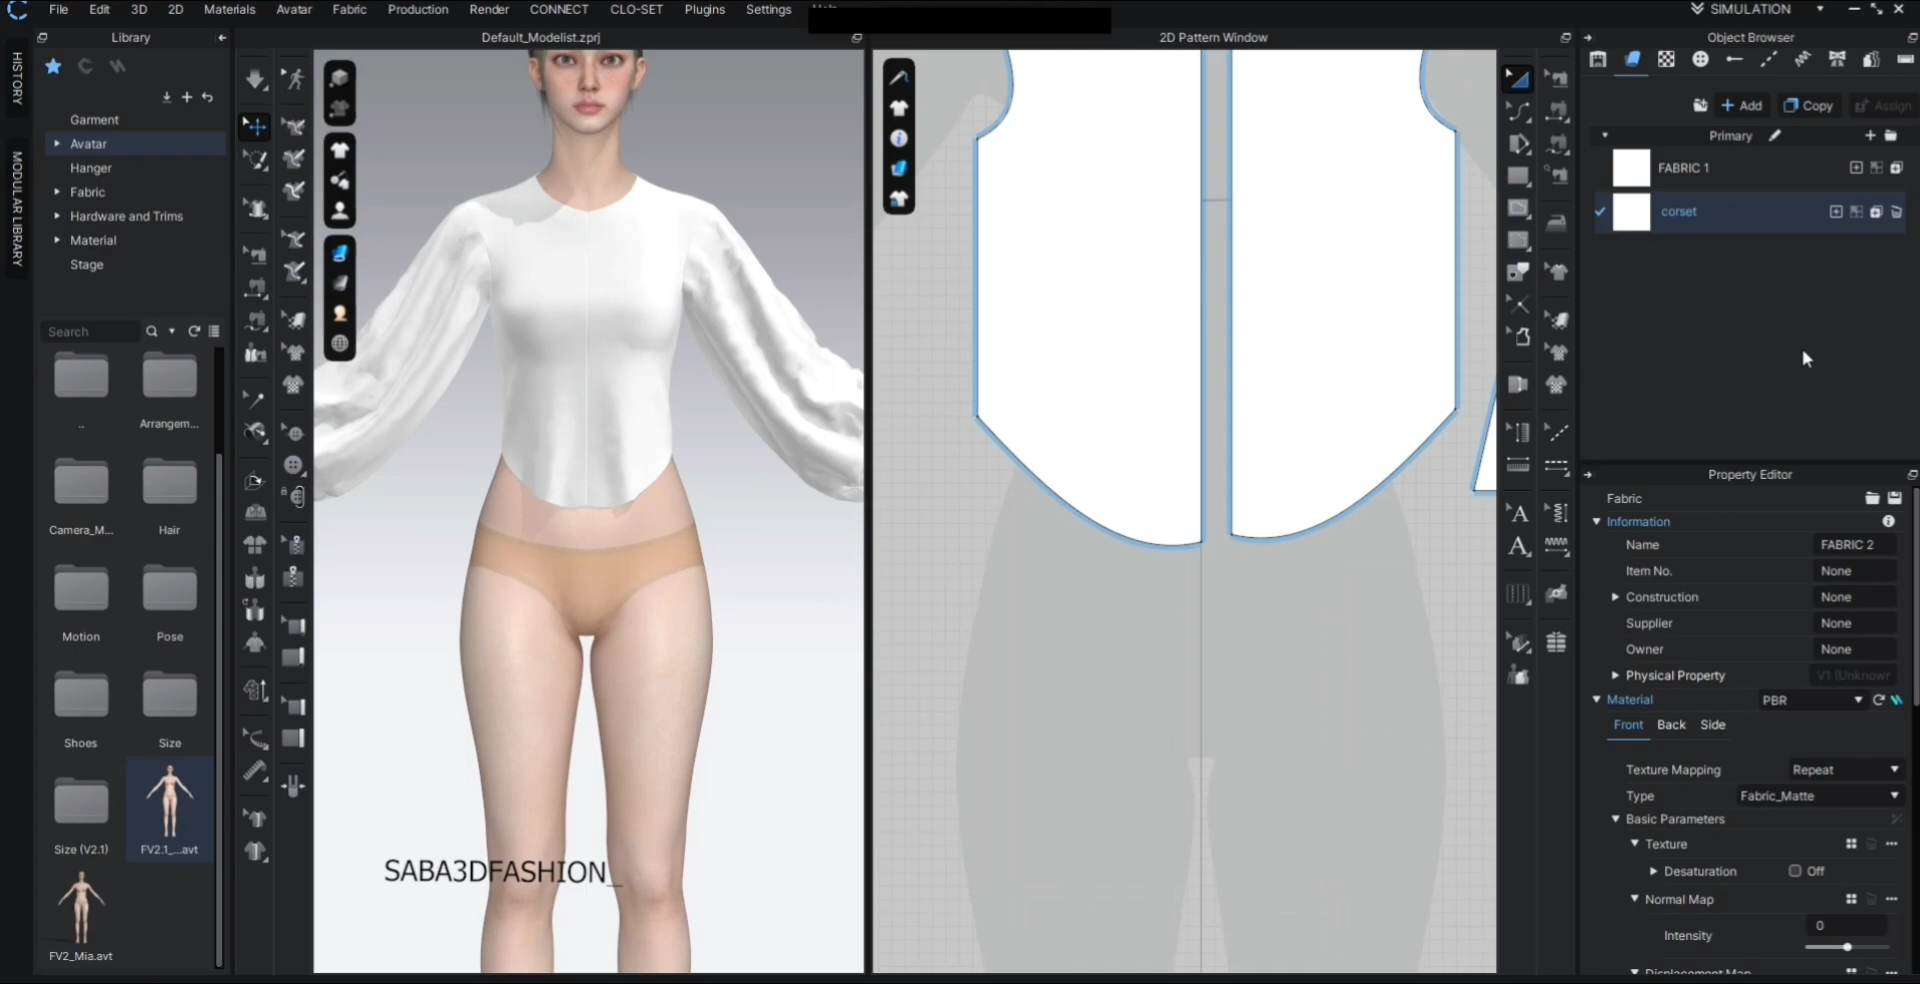 File Edit 3D 2D Materials Avatar Fabric Production Render CONNECT CLO-SET Plugins Settings
SIMULATION
HISTORY
MODULAR LIBRARY
Library
Garment
Avatar
Hanger
Fabric
Hardware and Trims
Material
Stage
Search
..
Arrangem...
Camera_M...
Hair
Motion
Pose
Shoes
Size
Size (V2.1)
FV2.1_...avt
FV2_Mia.avt
Default_Modelist.zprj
SABA3DFASHION_
2D Pattern Window
Object Browser
Add Copy Assign
Primary
FABRIC 1
corset
Property Editor
Fabric
Information
Name FABRIC 2
Item No. None
Construction None
Supplier None
Owner None
Physical Property V1 (Unknowr
Material PBR
Front Back Side
Texture Mapping Repeat
Type Fabric_Matte
Basic Parameters
Texture
Desaturation Off
Normal Map
Intensity 0
Displacement Map